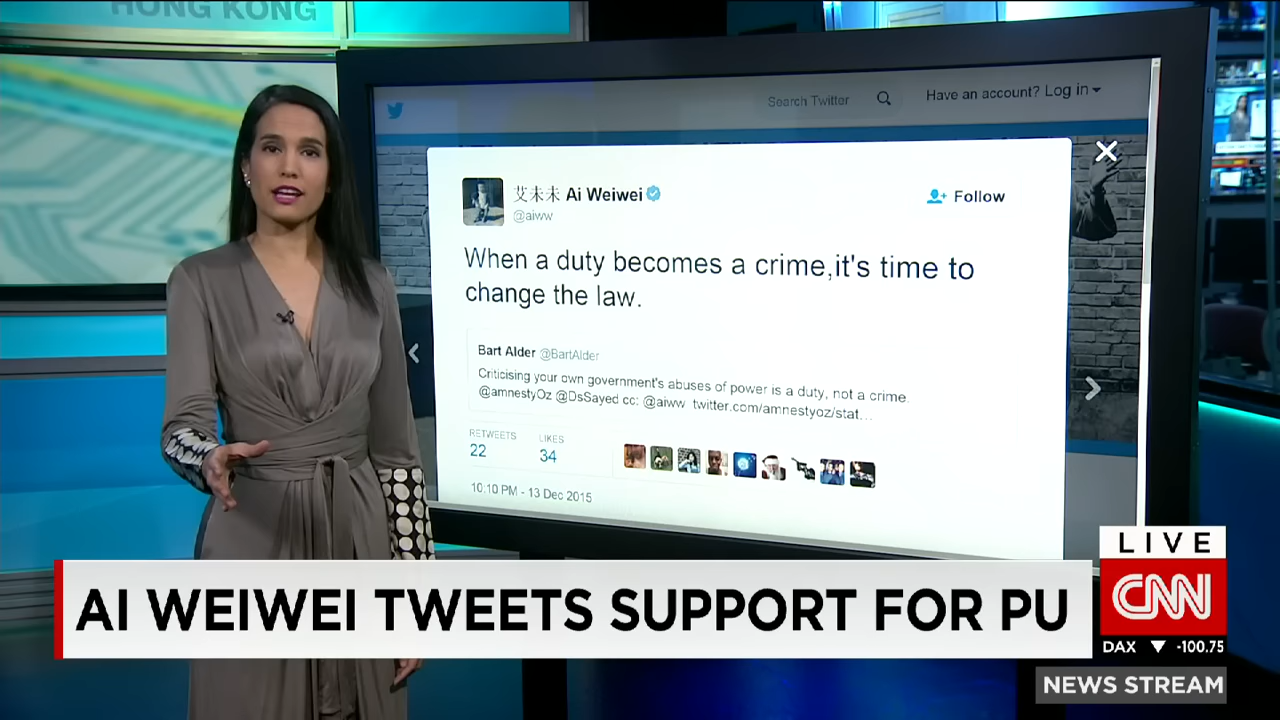 HONG KONG
Search Twitter
Have an account? Log in
艾未未 Ai Weiwei
@aiww
Follow
When a duty becomes a crime,it's time to
change the law.
Bart Alder @BartAlder
Criticising your own government's abuses of power is a duty, not a crime.
@amnestyOz @DsSayed cc: @aiww twitter.com/amnestyoz/stat...
RETWEETS
22
LIKES
34
10:10 PM - 13 Dec 2015
AI WEIWEI TWEETS SUPPORT FOR PU
LIVE
CNN
DAX ▼ -100.75
NEWS STREAM